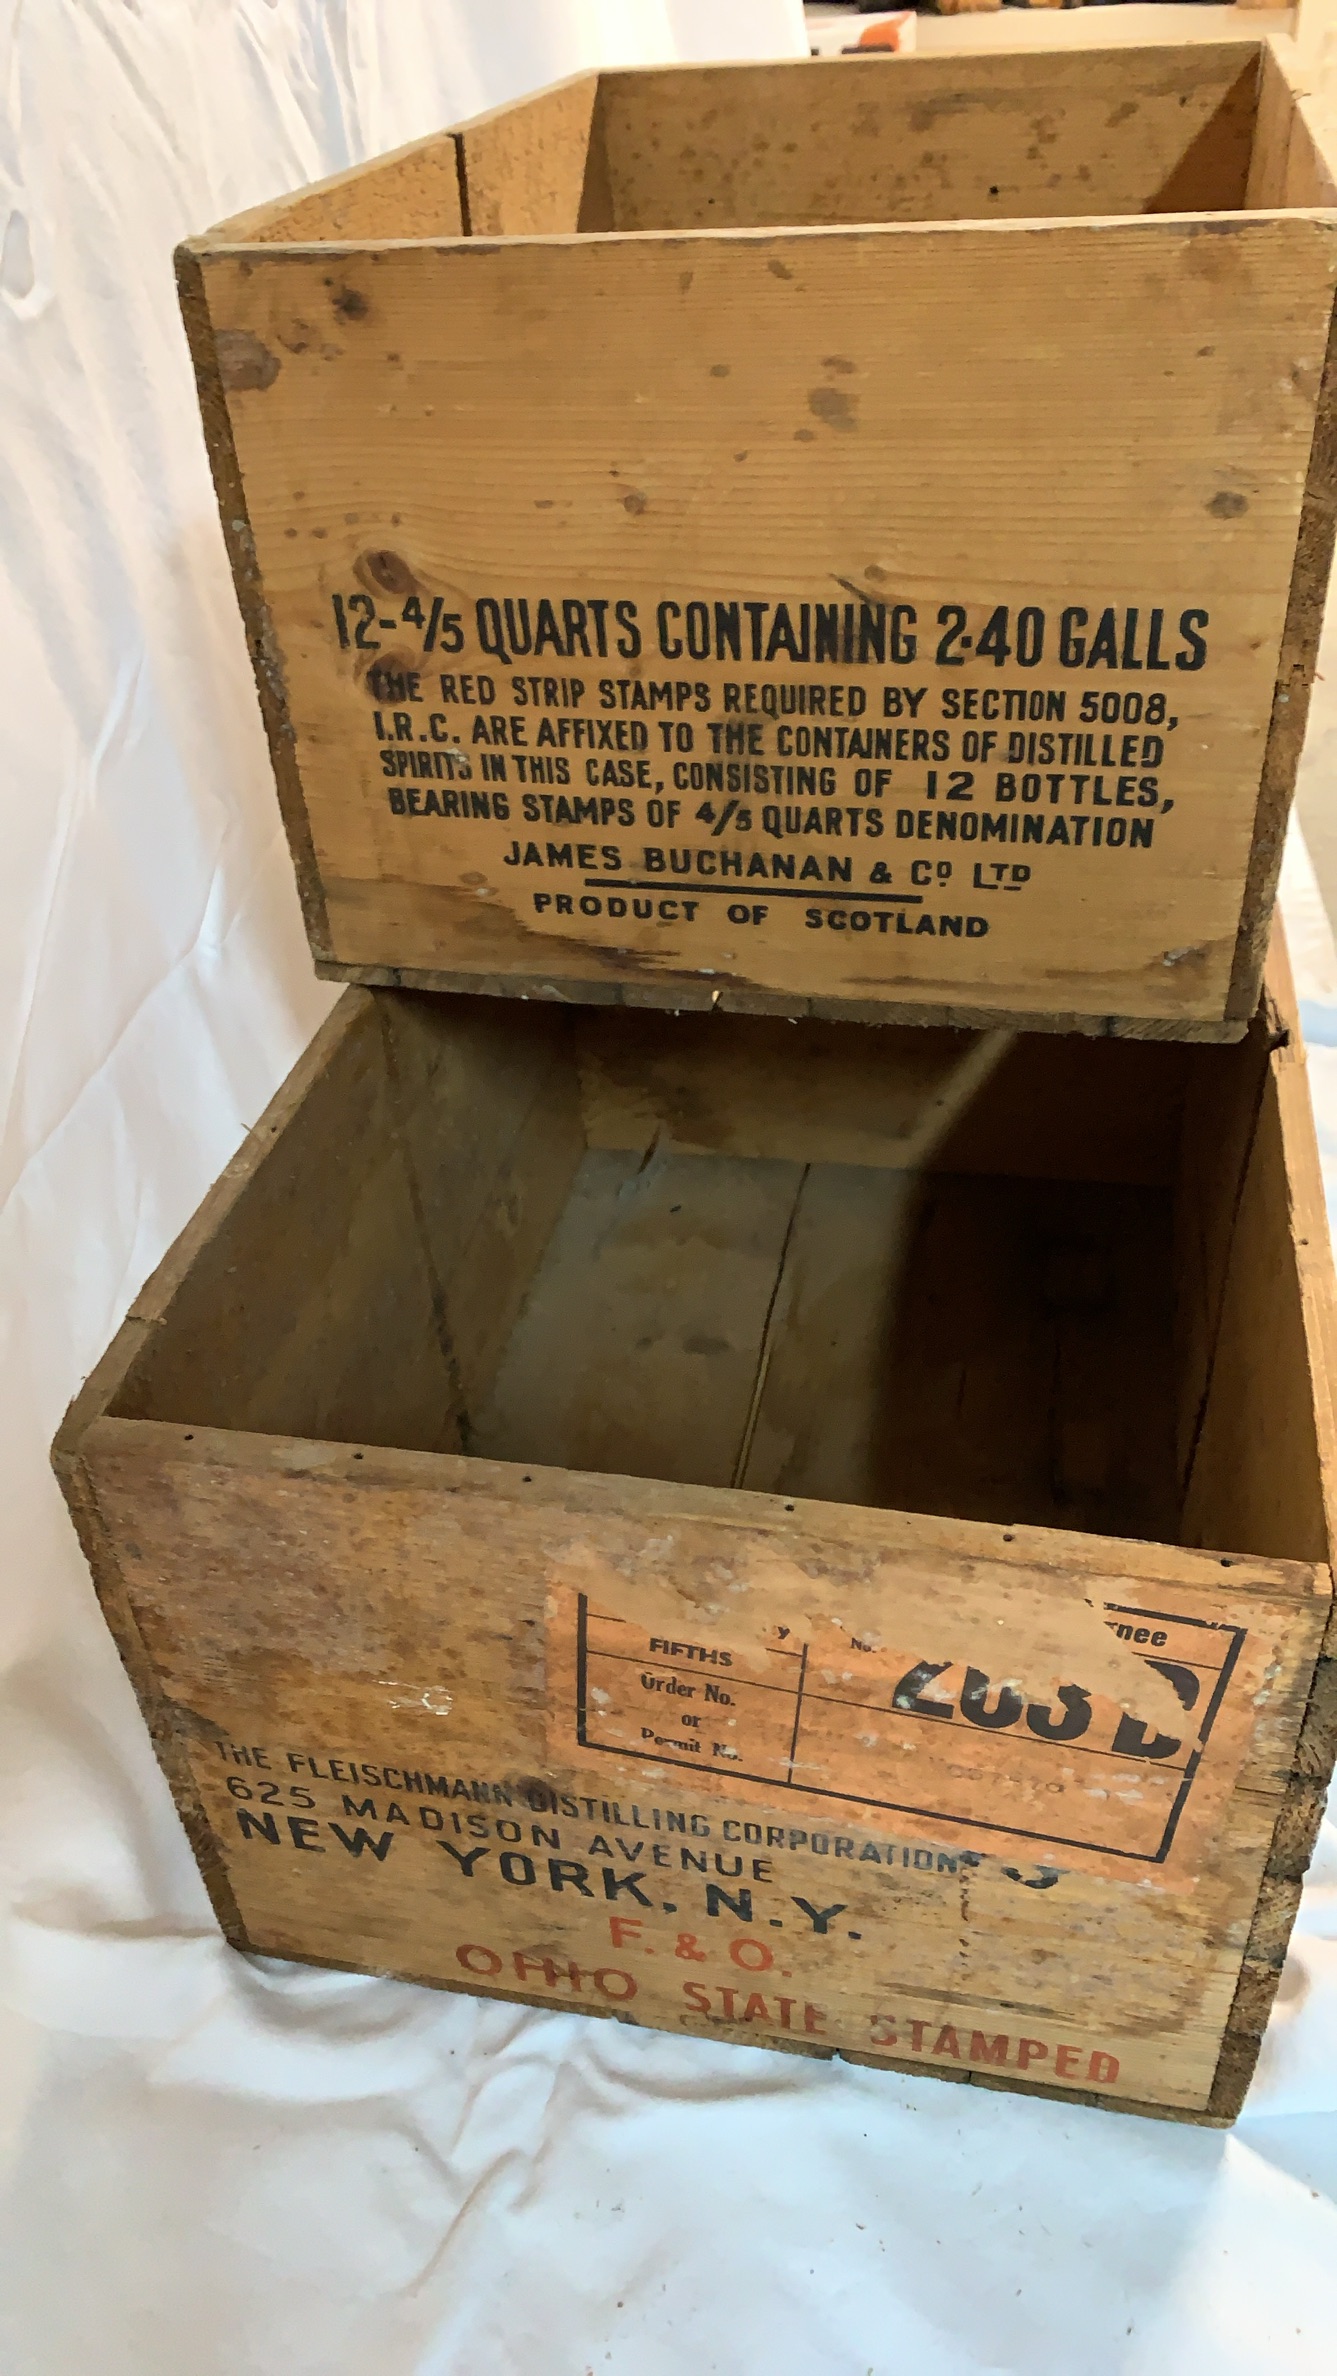 12-4/5 QUARTS CONTAINING 2·40 GALLS
THE RED STRIP STAMPS REQUIRED BY SECTION 5008,
I.R.C. ARE AFFIXED TO THE CONTAINERS OF DISTILLED
SPIRITS IN THIS CASE, CONSISTING OF 12 BOTTLES,
BEARING STAMPS OF 4/5 QUARTS DENOMINATION
JAMES BUCHANAN & Co LTD
PRODUCT OF SCOTLAND
No.
FIFTHS
Order No.
or
Permit No.
THE FLEISCHMANN DISTILLING CORPORATION
625 MADISON AVENUE
NEW YORK, N.Y.
F. & O.
OHIO STATE STAMPED